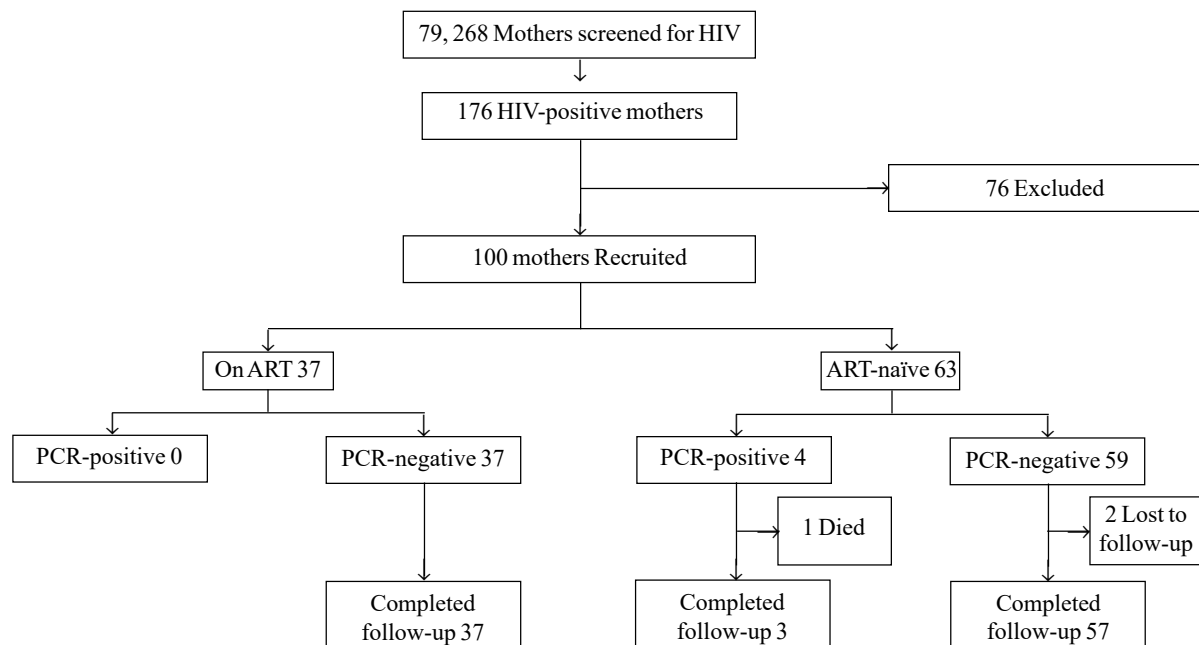 79, 268 Mothers screened for HIV
176 HIV-positive mothers
76 Excluded
100 mothers Recruited
On ART 37
ART-naïve 63
PCR-positive 0
PCR-negative 37
PCR-positive 4
PCR-negative 59
1 Died
2 Lost to
follow-up
Completed
follow-up 37
Completed
follow-up 3
Completed
follow-up 57